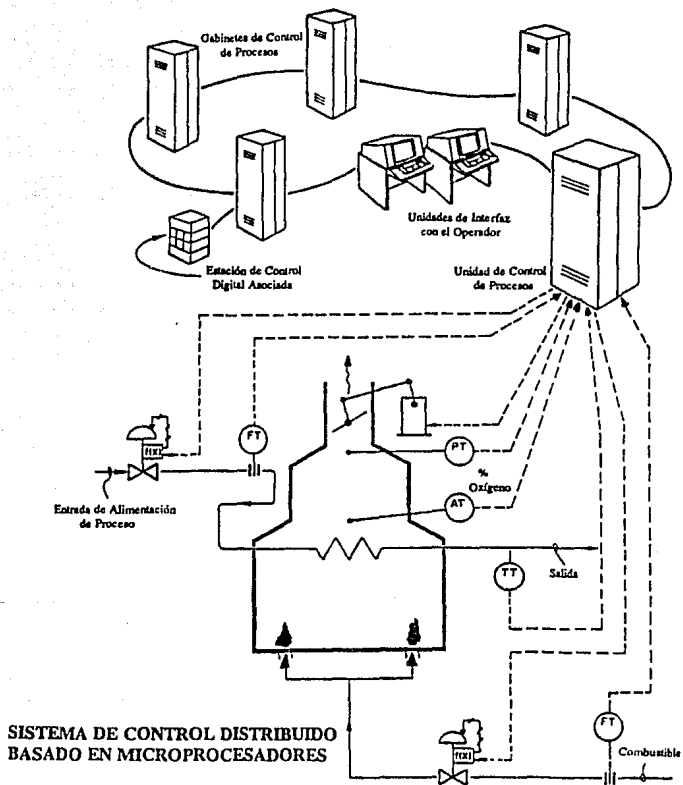 Gabinetes de Control
de Procesos
Unidades de Interfaz
con el Operador
Estación de Control
Digital Asociada
Unidad de Control
de Procesos
FT
f(X)
PT
%
Oxígeno
AT
Entrada de Alimentación
de Proceso
TT
Salida
FT
f(X)
Combustible
SISTEMA DE CONTROL DISTRIBUIDO
BASADO EN MICROPROCESADORES